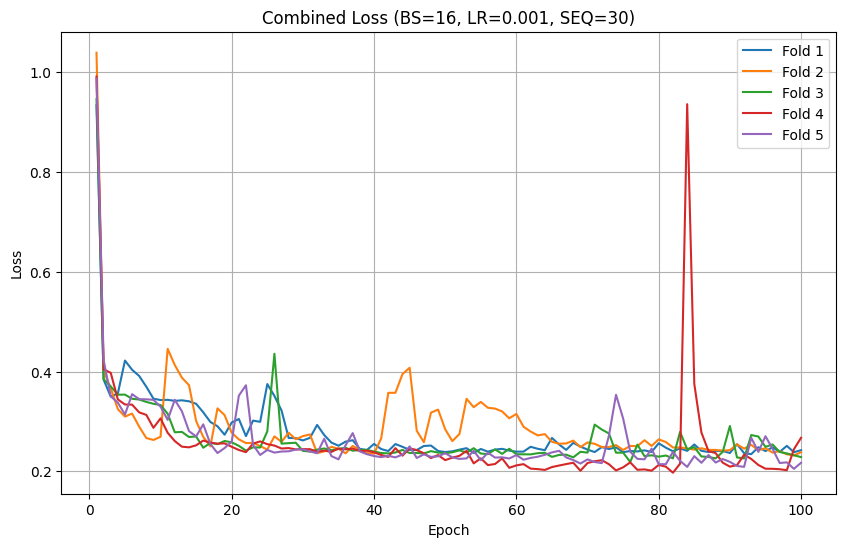 Combined Loss (BS=16, LR=0.001, SEQ=30)
Fold 1
Fold 2
Fold 3
Fold 4
Fold 5
Loss
1.0
0.8
0.6
0.4
0.2
0 20 40 60 80 100
Epoch